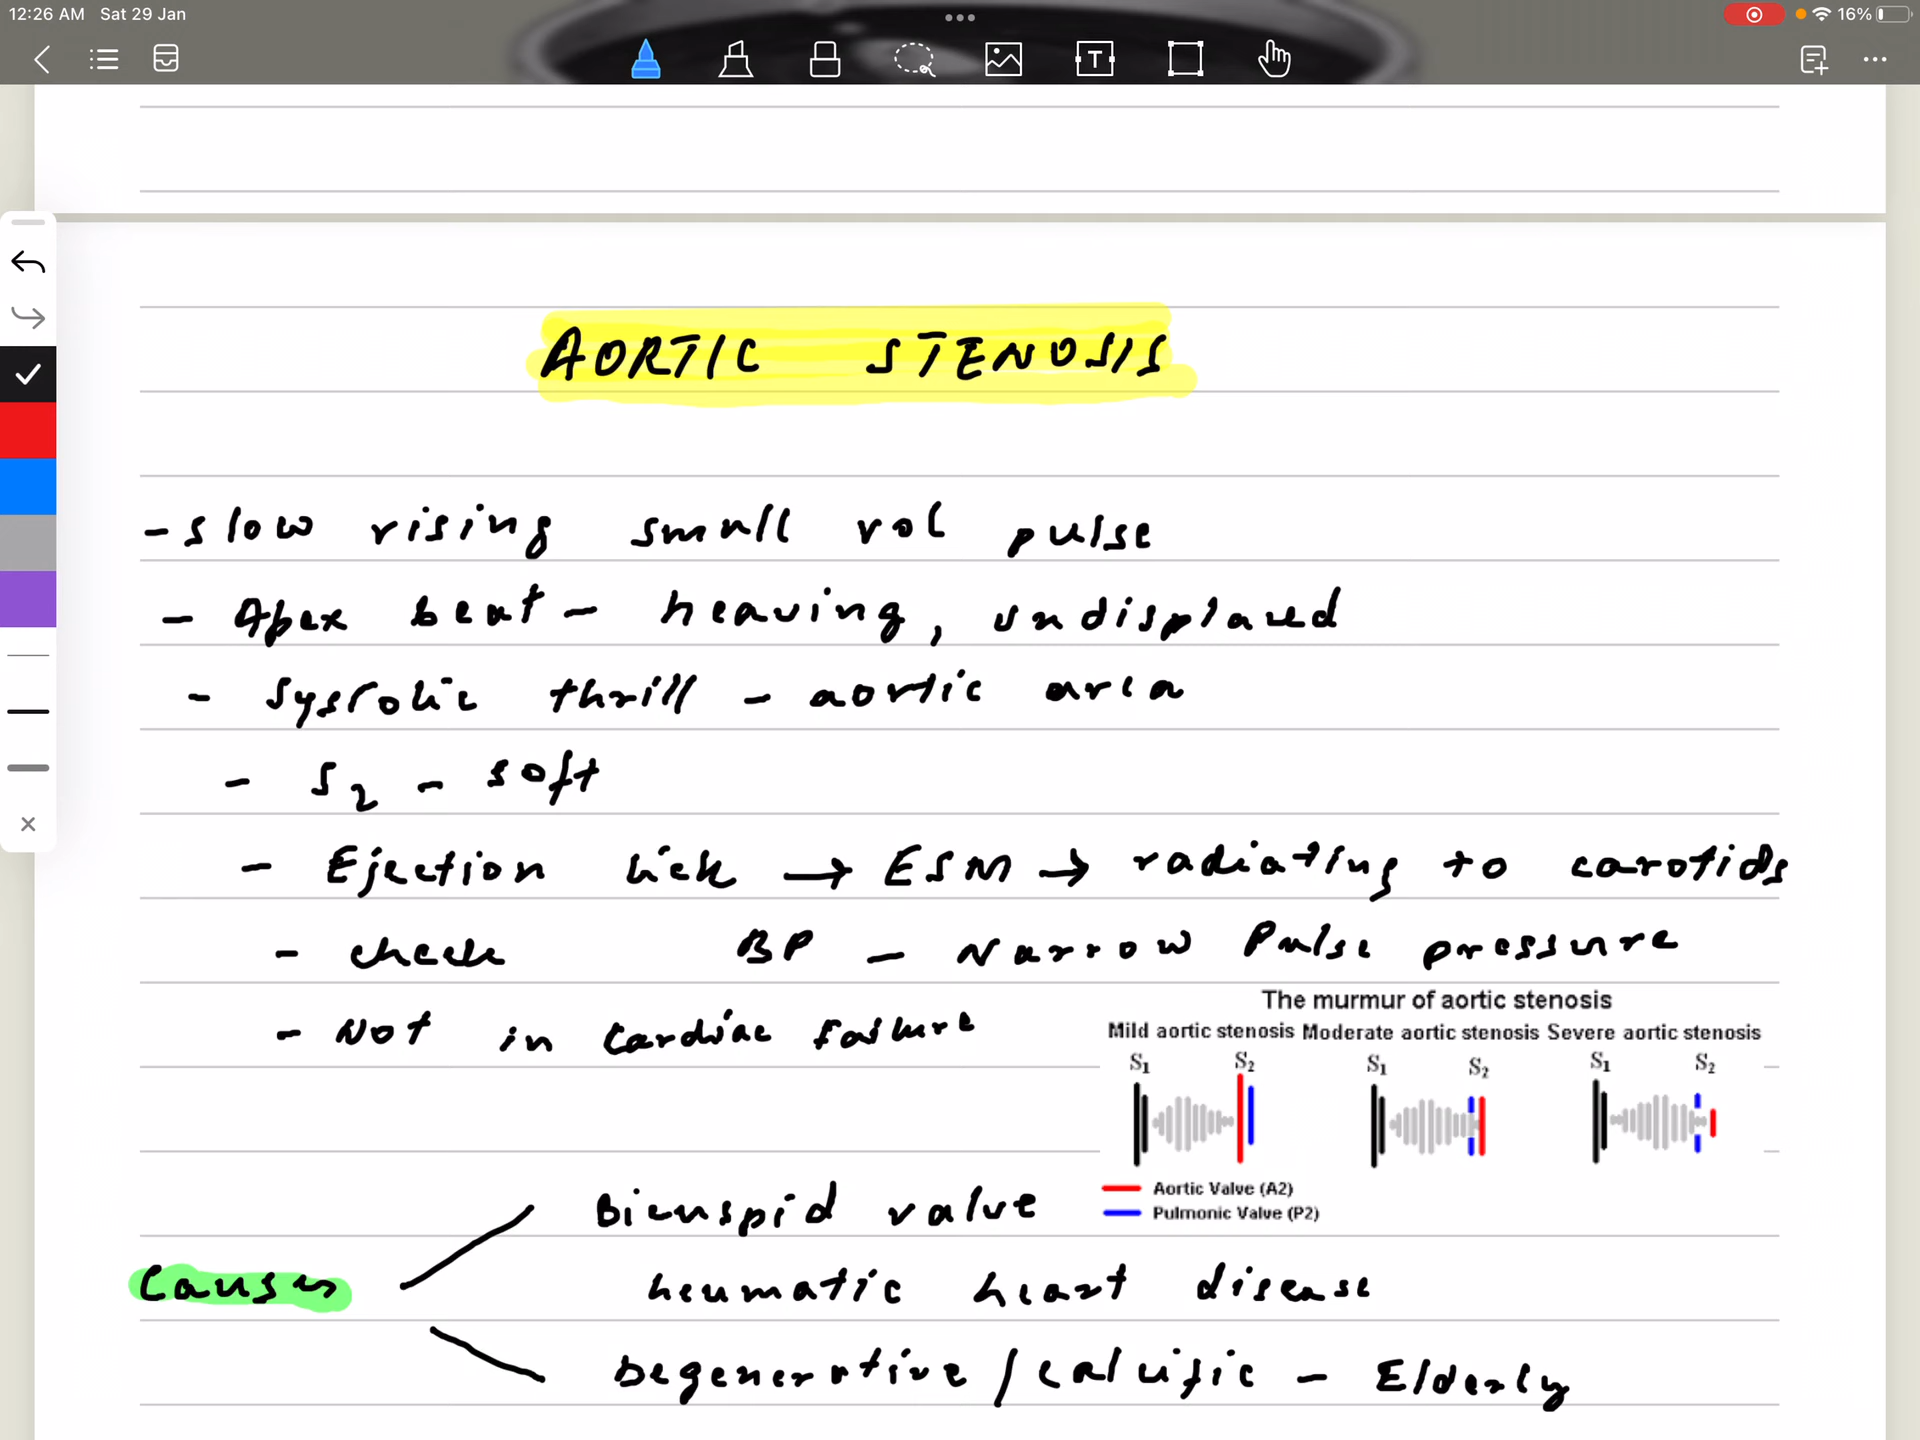 12:26 AM Sat 29 Jan
16%
AORTIC STENOSIS
- Slow rising small vol pulse
- Apex beat - heaving, undisplaced
- Systolic thrill - aortic area
- S2 - soft
- Ejection click → ESM → radiating to carotids
- check BP - Narrow Pulse pressure
- Not in cardiac failure
The murmur of aortic stenosis
Mild aortic stenosis Moderate aortic stenosis Severe aortic stenosis
S1 S2 S1 S2 S1 S2
Aortic Valve (A2)
Pulmonic Valve (P2)
Causes
Bicuspid valve
heumatic heart disease
Degenerative / calcific - Elderly